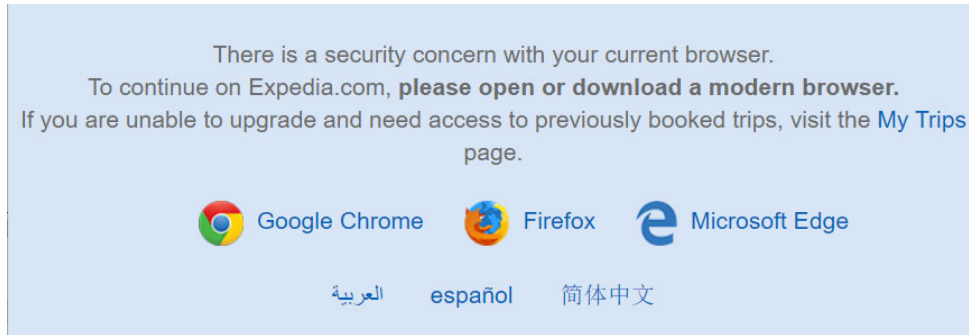 There is a security concern with your current browser.
To continue on Expedia.com, please open or download a modern browser.
If you are unable to upgrade and need access to previously booked trips, visit the My Trips
page.
Google Chrome Firefox Microsoft Edge
العربية español 简体中文